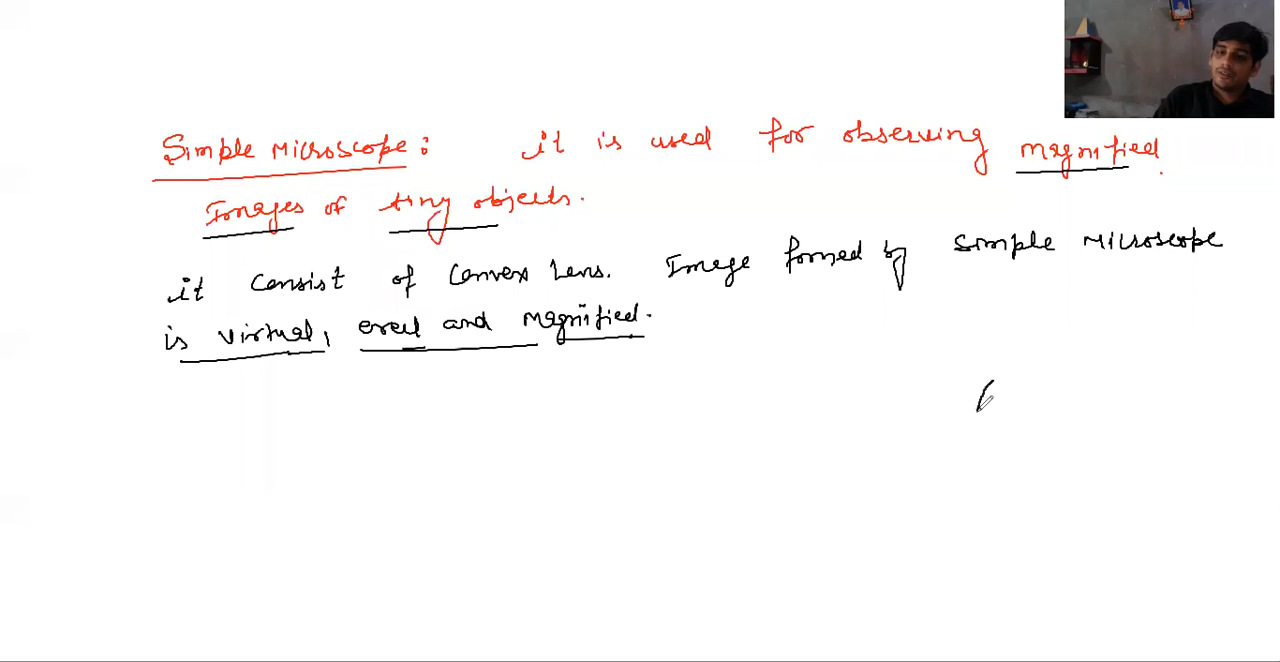 Simple Microscope: it is used for observing magnified
Images of tiny objects.
it consist of Convex Lens. Image formed by Simple Microscope
is virtual, erect and magnified.